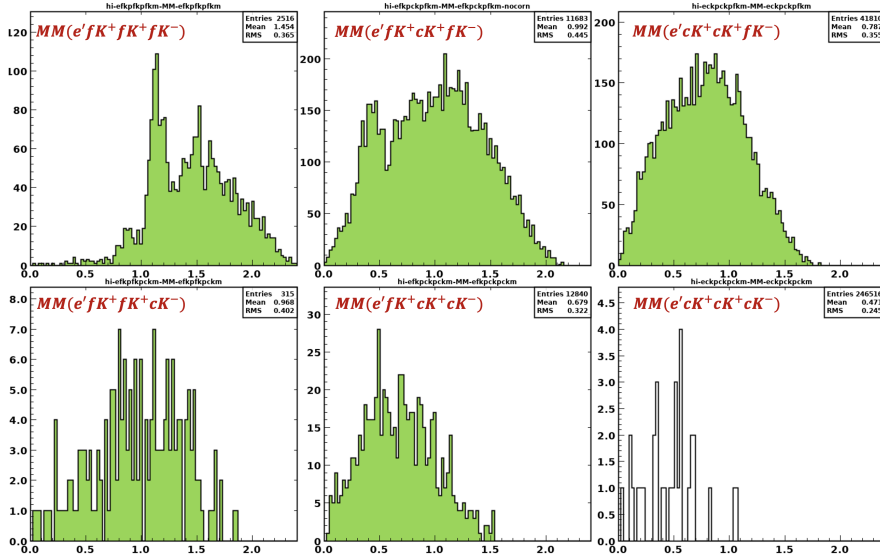 hi-efkpfkpfkm-MM-efkpfkpfkm
Entries 2516
Mean 1.454
RMS 0.365
MM(e'fK⁺fK⁺fK⁻)
120
100
80
60
40
20
0
0.0 0.5 1.0 1.5 2.0
hi-efkpckpfkm-MM-efkpckpfkm-nocorn
Entries 11683
Mean 0.992
RMS 0.445
MM(e'fK⁺cK⁺fK⁻)
200
150
100
50
0
0.0 0.5 1.0 1.5 2.0
hi-eckpckpfkm-MM-eckpckpfkm
Entries 41810
Mean 0.787
RMS 0.355
MM(e'cK⁺cK⁺fK⁻)
200
150
100
50
0
0.0 0.5 1.0 1.5 2.0
hi-efkpfkpckm-MM-efkpfkpckm
Entries 315
Mean 0.968
RMS 0.402
MM(e'fK⁺fK⁺cK⁻)
8.0
7.0
6.0
5.0
4.0
3.0
2.0
1.0
0.0
0.0 0.5 1.0 1.5 2.0
hi-efkpckpckm-MM-efkpckpckm
Entries 12840
Mean 0.679
RMS 0.322
MM(e'fK⁺cK⁺cK⁻)
30
25
20
15
10
5
0
0.0 0.5 1.0 1.5 2.0
hi-eckpckpckm-MM-eckpckpckm
Entries 246516
Mean 0.471
RMS 0.245
MM(e'cK⁺cK⁺cK⁻)
4.5
4.0
3.5
3.0
2.5
2.0
1.5
1.0
0.5
0.0
0.0 0.5 1.0 1.5 2.0